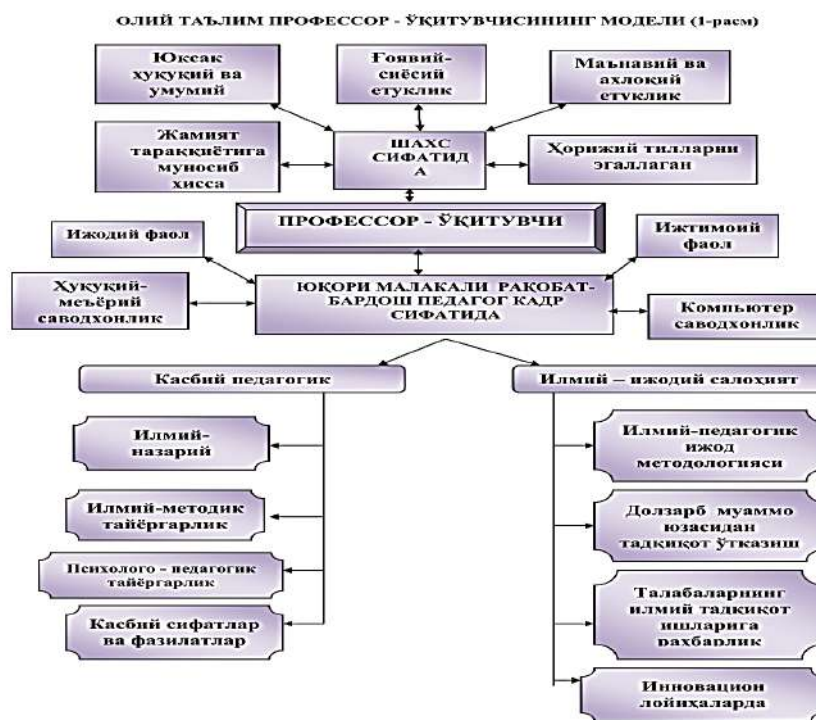 ОЛИЙ ТАЪЛИМ ПРОФЕССОР - ЎҚИТУВЧИСИНИНГ МОДЕЛИ (1-расм)
Юксак
ҳуқуқий ва
умумий
Ғоявий-
сиёсий
етуклик
Маънавий ва
ахлоқий
етуклик
Жамият
тараққиётига
муносиб
хисса
ШАХС
СИФАТИД
А
Ҳорижий тилларни
эгаллаган
ПРОФЕССОР - ЎҚИТУВЧИ
Ижодий фаол
Ижтимоий
фаол
Ҳуқуқий-
меъёрий
саводхонлик
ЮҚОРИ МАЛАКАЛИ РАҚОБАТ-
БАРДОШ ПЕДАГОГ КАДР
СИФАТИДА
Компьютер
саводхонлик
Касбий педагогик
Илмий – ижодий салоҳият
Илмий-
назарий
Илмий-методик
тайёргарлик
Психолого - педагогик
тайёргарлик
Касбий сифатлар
ва фазилатлар
Илмий-педагогик
ижод
методологияси
Долзарб муаммо
юзасидан
тадқиқот ўтказиш
Талабаларнинг
илмий тадқиқот
ишларига
рахбарлик
Инновацион
лойиҳаларда